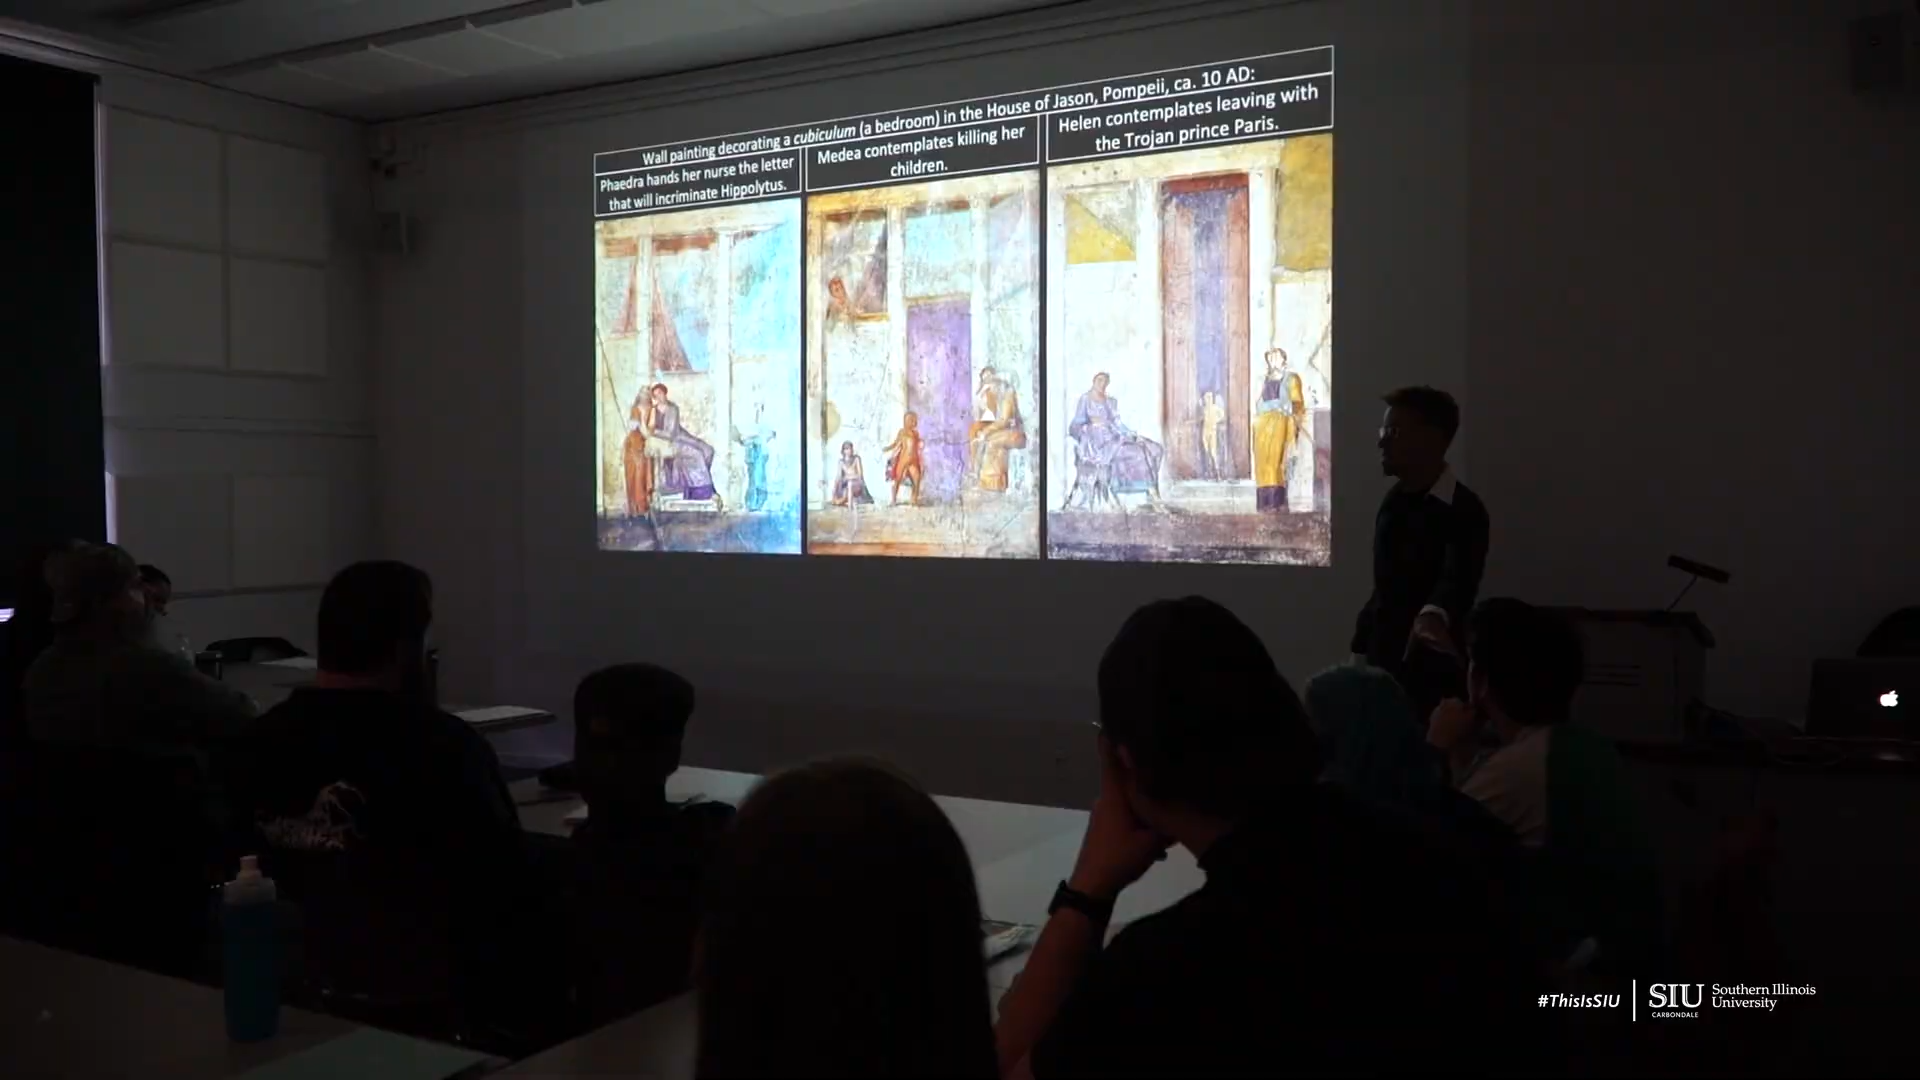 Wall painting decorating a cubiculum (a bedroom) in the House of Jason, Pompeii, ca. 10 AD:
Phaedra hands her nurse the letter
that will incriminate Hippolytus.
Medea contemplates killing her
children.
Helen contemplates leaving with
the Trojan prince Paris.
#ThisIsSIU
SIU
CARBONDALE
Southern Illinois
University